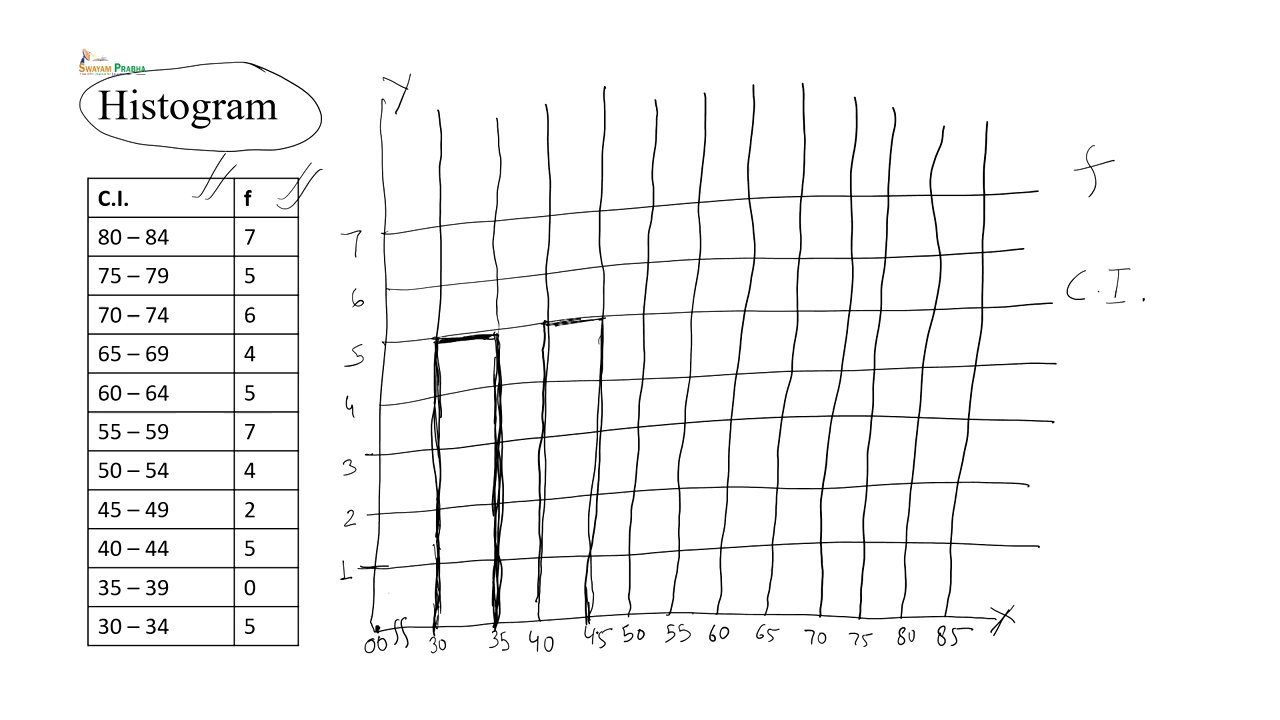 SWAYAM PRABHA
Histogram
C.I. f
80 – 84 7
75 – 79 5
70 – 74 6
65 – 69 4
60 – 64 5
55 – 59 7
50 – 54 4
45 – 49 2
40 – 44 5
35 – 39 0
30 – 34 5
Y
f
C.I.
7
6
5
4
3
2
1
X
00 30 35 40 45 50 55 60 65 70 75 80 85